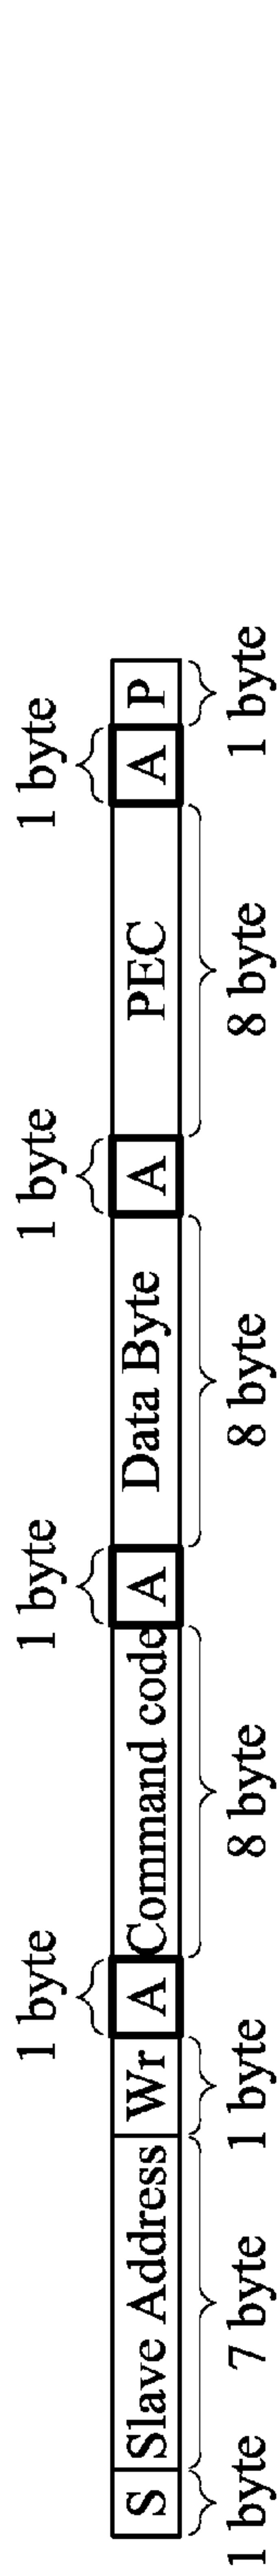 1 byte 1 byte 1 byte 1 byte
S Slave Address Wr A Command code A Data Byte A PEC A P
1 byte 7 byte 1 byte 8 byte 8 byte 8 byte 1 byte